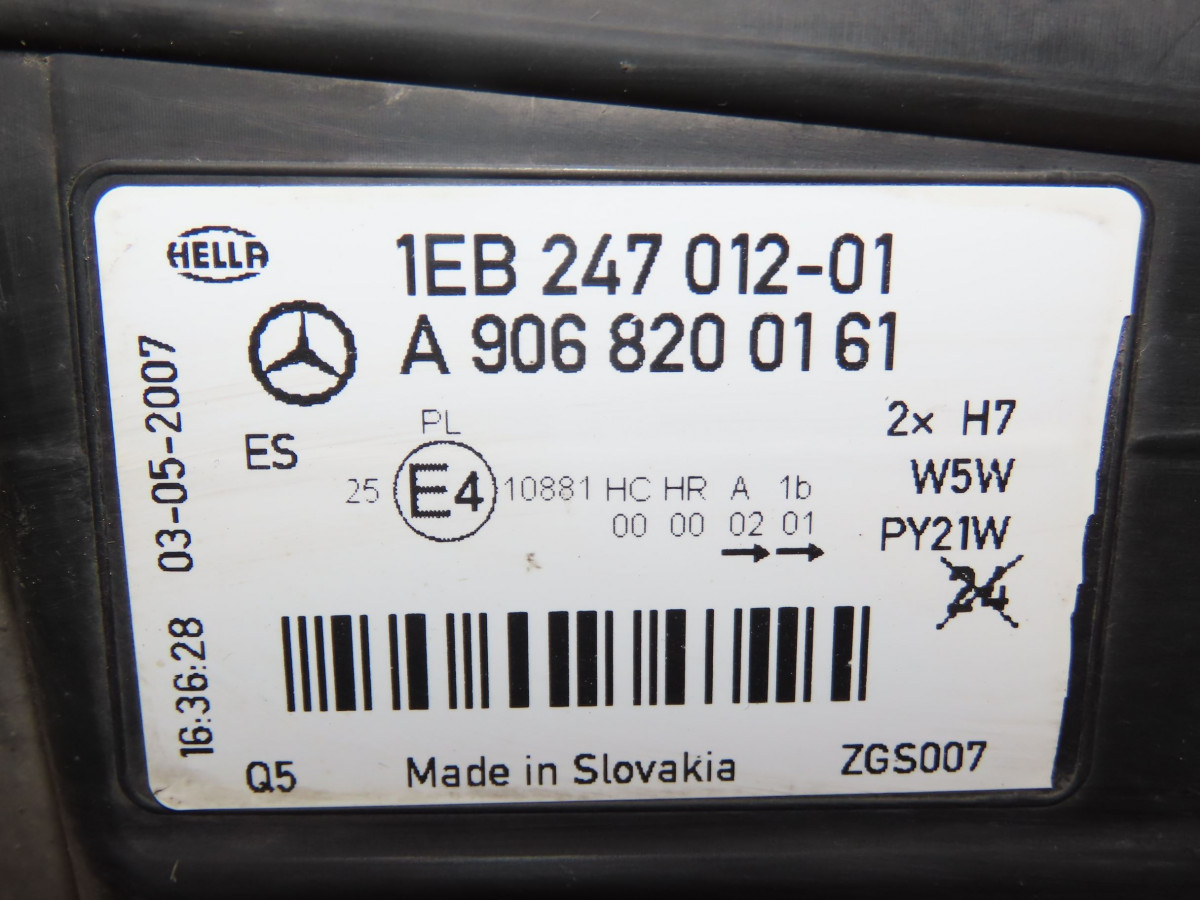 HELLA
1EB 247 012-01
A 906 820 01 61
03-05-2007
16:36:28
ES
PL
25 E4 10881 HC HR A 1b
00 00 02 01
2x H7
W5W
PY21W
24
Q5
Made in Slovakia
ZGS007